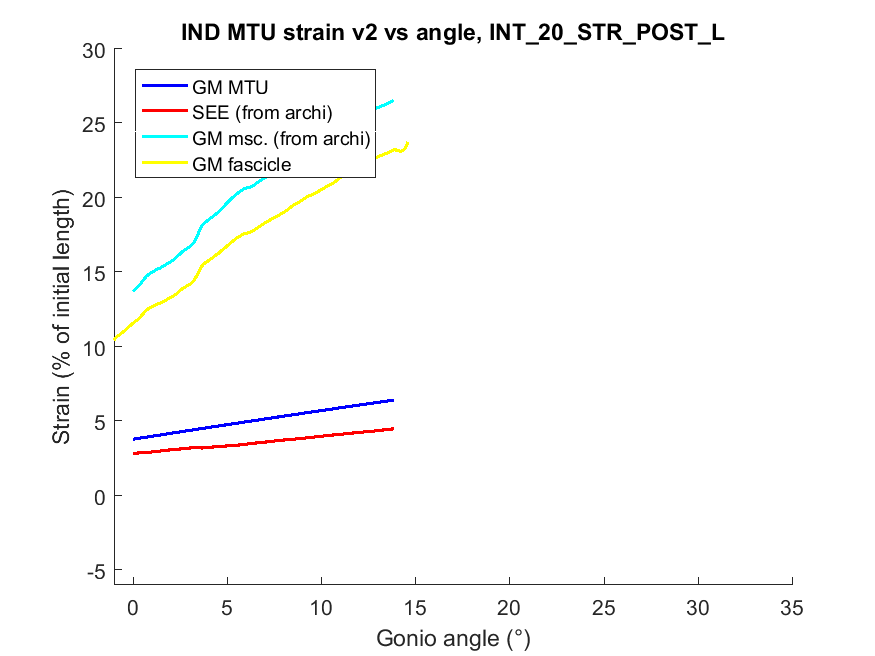 IND MTU strain v2 vs angle, INT_20_STR_POST_L
30
25
20
15
10
5
0
-5
Strain (% of initial length)
GM MTU
SEE (from archi)
GM msc. (from archi)
GM fascicle
0 5 10 15 20 25 30 35
Gonio angle (°)